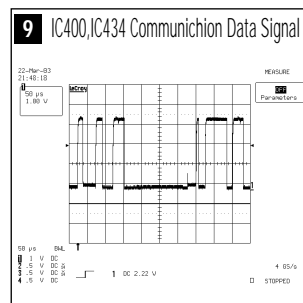 9 IC400,IC434 Communichion Data Signal
22-Mar-03
21:48:18
1
50 µs
1.00 V
LeCroy
MEASURE
OFF
Parameters
1
50 µs BWL
1 1 V DC
2 .5 V DC
3 .5 V DC
4 .5 V DC
1 DC 2.22 V
4 GS/s
STOPPED